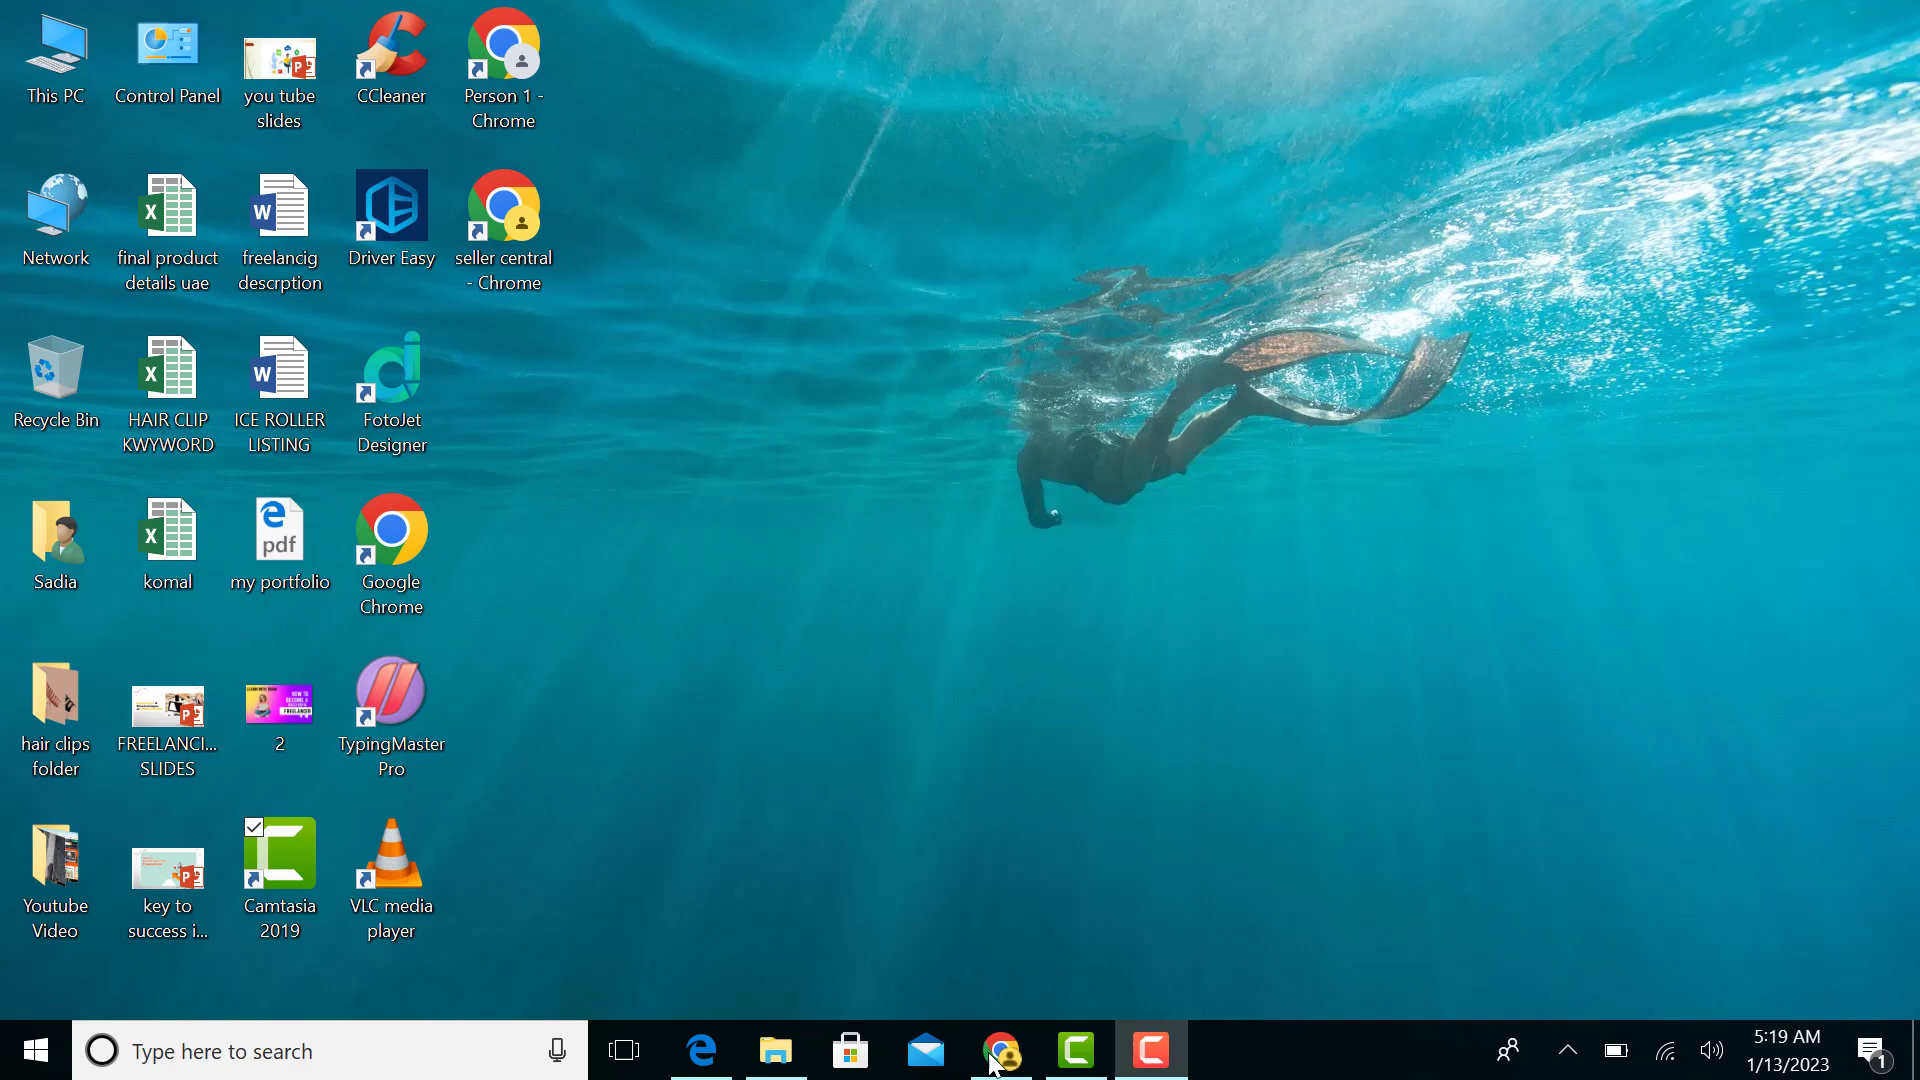 This PC
Control Panel
you tube
slides
CCleaner
Person 1 -
Chrome
Network
final product
details uae
freelancig
descrption
Driver Easy
seller central
- Chrome
Recycle Bin
HAIR CLIP
KWYWORD
ICE ROLLER
LISTING
FotoJet
Designer
Sadia
komal
pdf
my portfolio
Google
Chrome
hair clips
folder
FREELANCI...
SLIDES
2
TypingMaster
Pro
Youtube
Video
key to
success i...
Camtasia
2019
VLC media
player
Type here to search
5:19 AM
1/13/2023
1